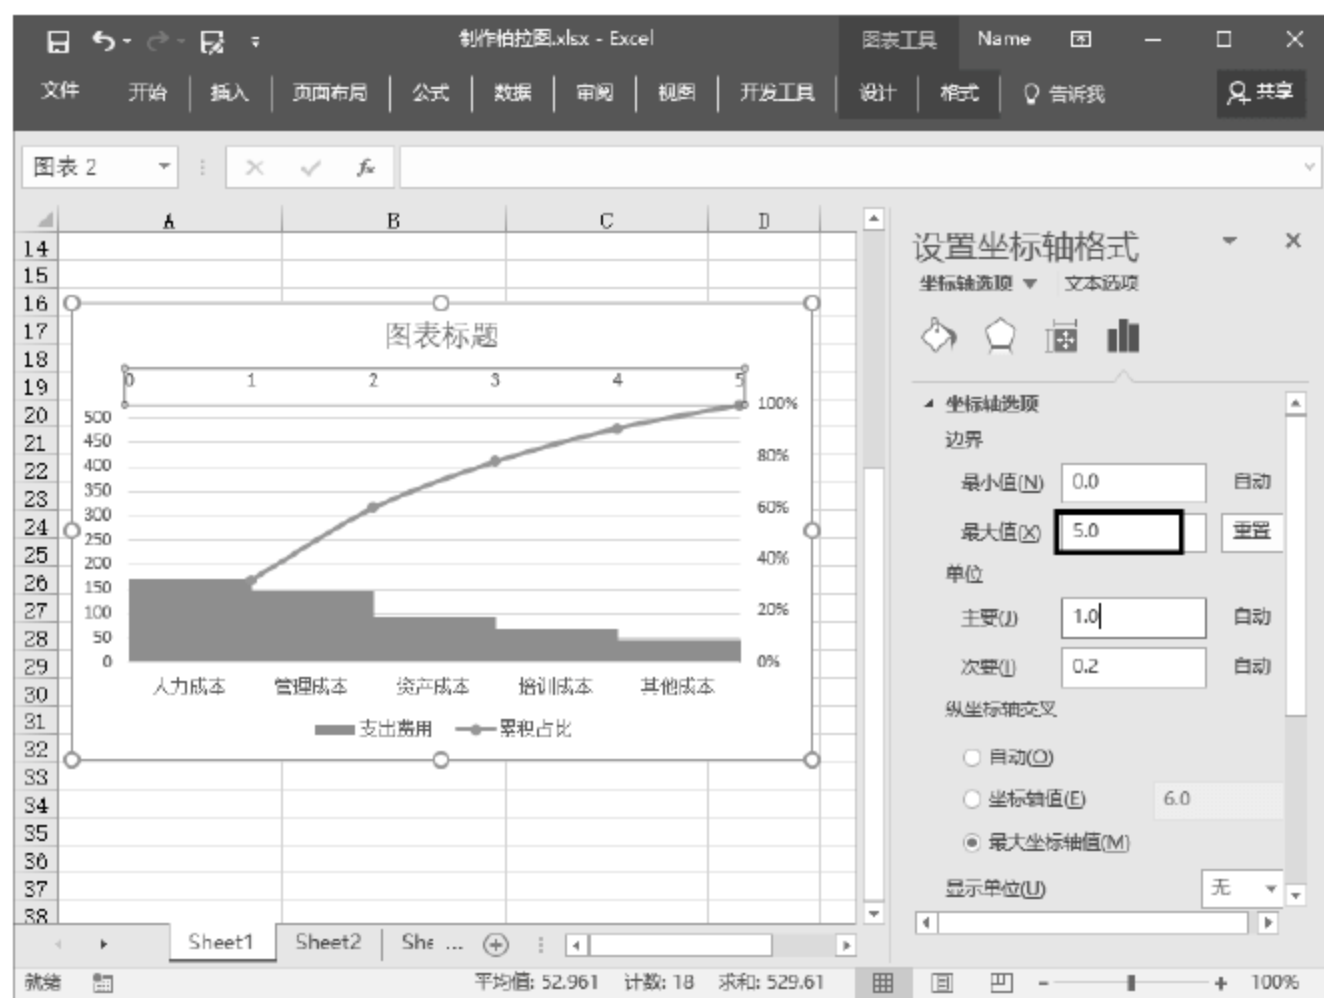 制作柏拉图.xlsx - Excel
图表工具
Name
文件 开始 插入 页面布局 公式 数据 审阅 视图 开发工具 设计 格式 告诉我 共享
图表 2
fx
A B C D
14
15
16
17
18
19
20
21
22
23
24
25
26
27
28
29
30
31
32
33
34
35
36
37
38
图表标题
0 1 2 3 4 5
500
450
400
350
300
250
200
150
100
50
0
100%
80%
60%
40%
20%
0%
人力成本 管理成本 资产成本 培训成本 其他成本
支出费用 累积占比
设置坐标轴格式
坐标轴选项 文本选项
坐标轴选项
边界
最小值(N) 0.0 自动
最大值(X) 5.0 重置
单位
主要(J) 1.0 自动
次要(I) 0.2 自动
纵坐标轴交叉
自动(O)
坐标轴值(E) 6.0
最大坐标轴值(M)
显示单位(U) 无
Sheet1 Sheet2 She ...
就绪 平均值: 52.961 计数: 18 求和: 529.61 - + 100%